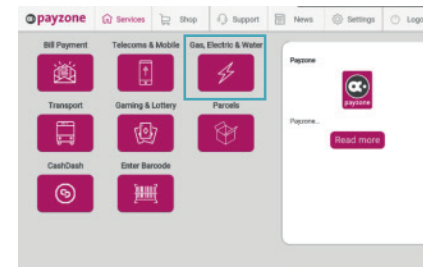 payzone Services Shop Support News Settings Logo
Bill Payment Telecoms & Mobile Gas, Electric & Water
Transport Gaming & Lottery Parcels
CashDash Enter Barcode
Payzone
payzone
Payzone...
Read more